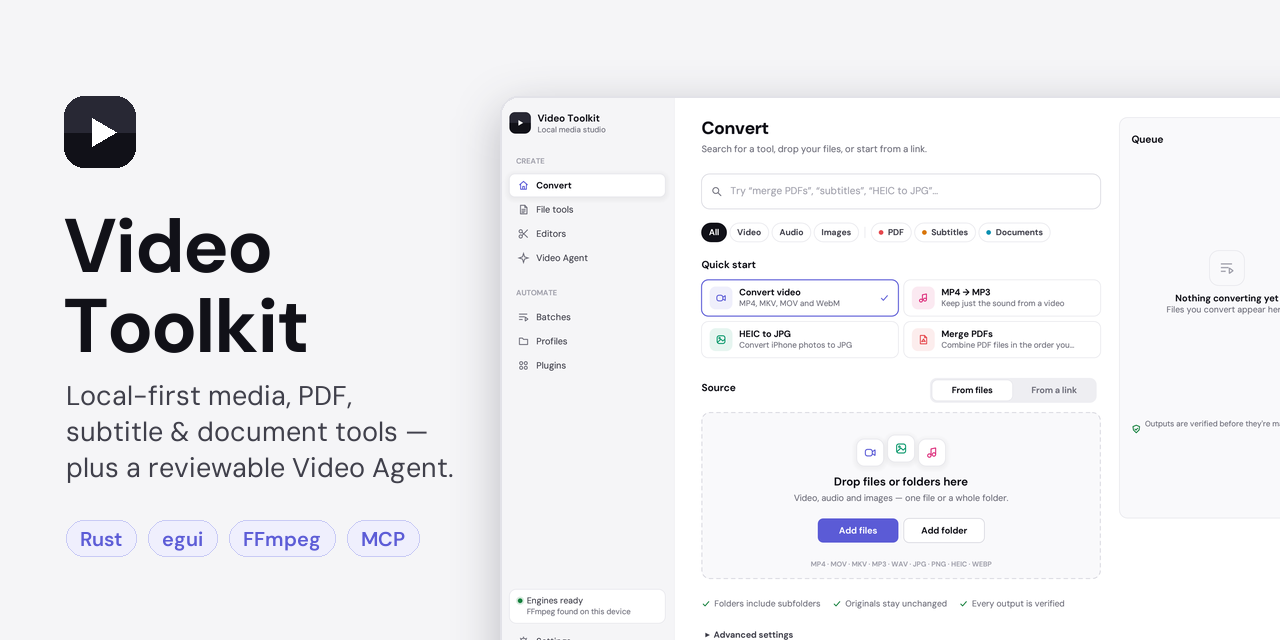 Video
Toolkit
Local-first media, PDF,
subtitle & document tools —
plus a reviewable Video Agent.
Rust
egui
FFmpeg
MCP
Video Toolkit
Local media studio
CREATE
Convert
File tools
Editors
Video Agent
AUTOMATE
Batches
Profiles
Plugins
Engines ready
FFmpeg found on this device
Convert
Search for a tool, drop your files, or start from a link.
Try “merge PDFs”, “subtitles”, “HEIC to JPG”…
All
Video
Audio
Images
PDF
Subtitles
Documents
Quick start
Convert video
MP4, MKV, MOV and WebM
MP4 → MP3
Keep just the sound from a video
HEIC to JPG
Convert iPhone photos to JPG
Merge PDFs
Combine PDF files in the order you…
Source
From files
From a link
Drop files or folders here
Video, audio and images — one file or a whole folder.
Add files
Add folder
MP4 · MOV · MKV · MP3 · WAV · JPG · PNG · HEIC · WEBP
Folders include subfolders
Originals stay unchanged
Every output is verified
Advanced settings
Queue
Nothing converting yet
Files you convert appear
Outputs are verified before they're